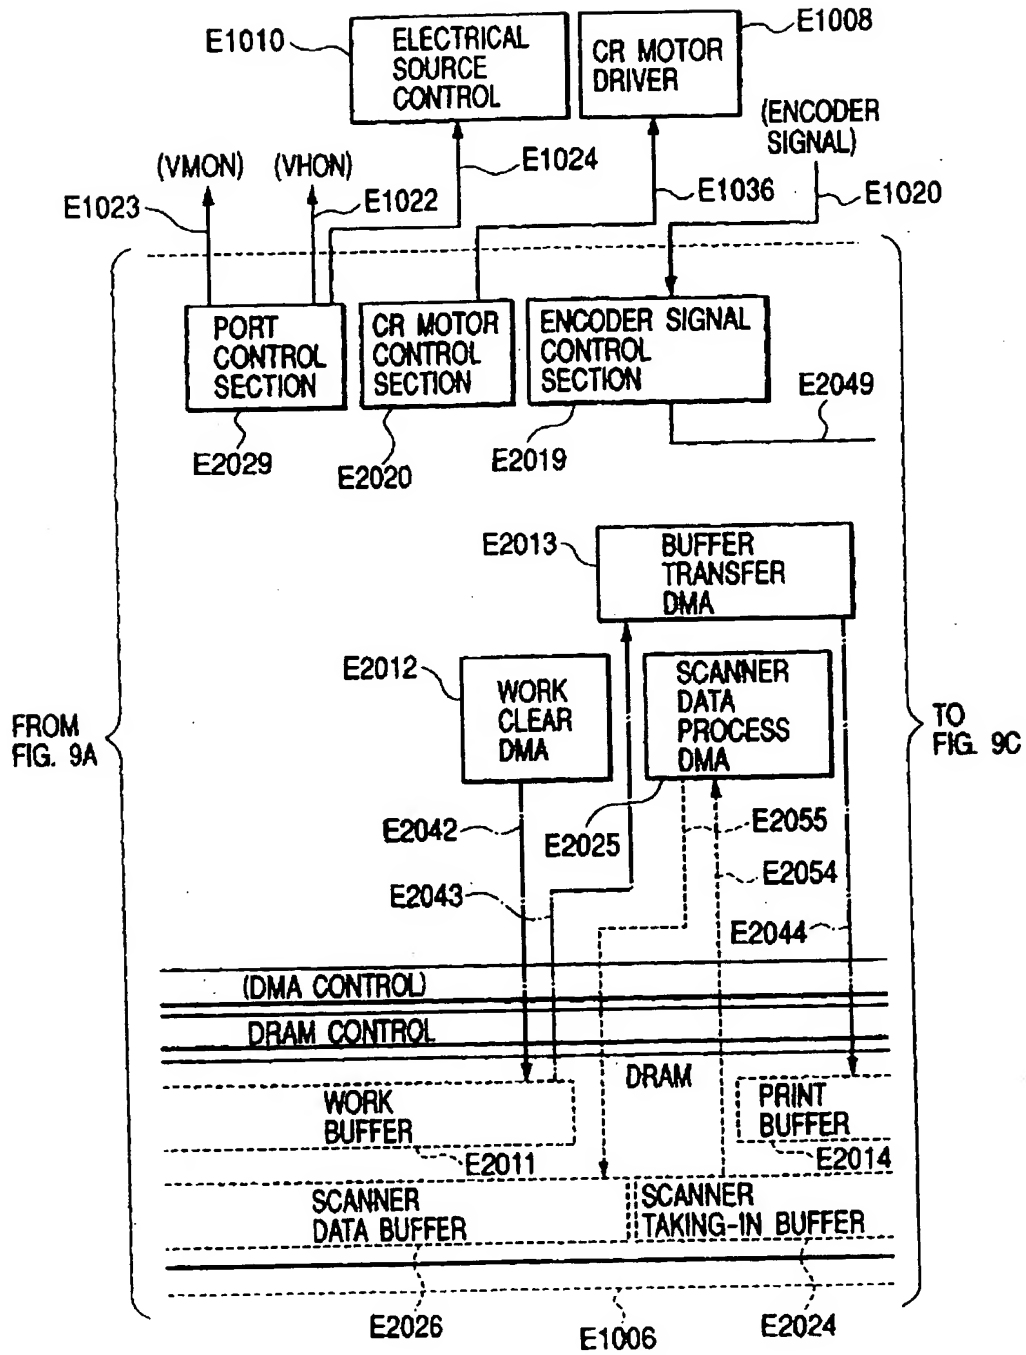 E1010
ELECTRICAL
SOURCE
CONTROL
CR MOTOR
DRIVER
E1008
(ENCODER
SIGNAL)
(VMON)
(VHON)
E1024
E1023
E1022
E1036
E1020
PORT
CONTROL
SECTION
CR MOTOR
CONTROL
SECTION
ENCODER SIGNAL
CONTROL
SECTION
E2049
E2029
E2020
E2019
E2013
BUFFER
TRANSFER
DMA
E2012
WORK
CLEAR
DMA
SCANNER
DATA
PROCESS
DMA
FROM
FIG. 9A
TO
FIG. 9C
E2042
E2025
E2055
E2043
E2054
E2044
(DMA CONTROL)
DRAM CONTROL
DRAM
WORK
BUFFER
PRINT
BUFFER
E2011
E2014
SCANNER
DATA BUFFER
SCANNER
TAKING-IN BUFFER
E2026
E1006
E2024